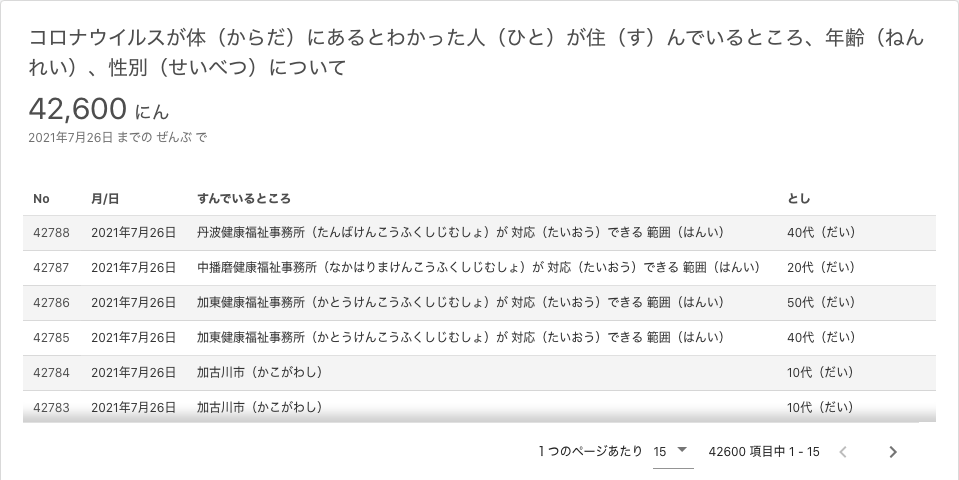 コロナウイルスが体（からだ）にあるとわかった人（ひと）が住（す）んでいるところ、年齢（ねん
れい）、性別（せいべつ）について
42,600 にん
2021年7月26日 までの ぜんぶ で
No 月/日 すんでいるところ とし
42788 2021年7月26日 丹波健康福祉事務所（たんばけんこうふくしじむしょ）が 対応（たいおう）できる 範囲（はんい） 40代（だい）
42787 2021年7月26日 中播磨健康福祉事務所（なかはりまけんこうふくしじむしょ）が 対応（たいおう）できる 範囲（はんい） 20代（だい）
42786 2021年7月26日 加東健康福祉事務所（かとうけんこうふくしじむしょ）が 対応（たいおう）できる 範囲（はんい） 50代（だい）
42785 2021年7月26日 加東健康福祉事務所（かとうけんこうふくしじむしょ）が 対応（たいおう）できる 範囲（はんい） 40代（だい）
42784 2021年7月26日 加古川市（かこがわし） 10代（だい）
42783 2021年7月26日 加古川市（かこがわし） 10代（だい）
1 つのページあたり 15 42600 項目中 1 - 15